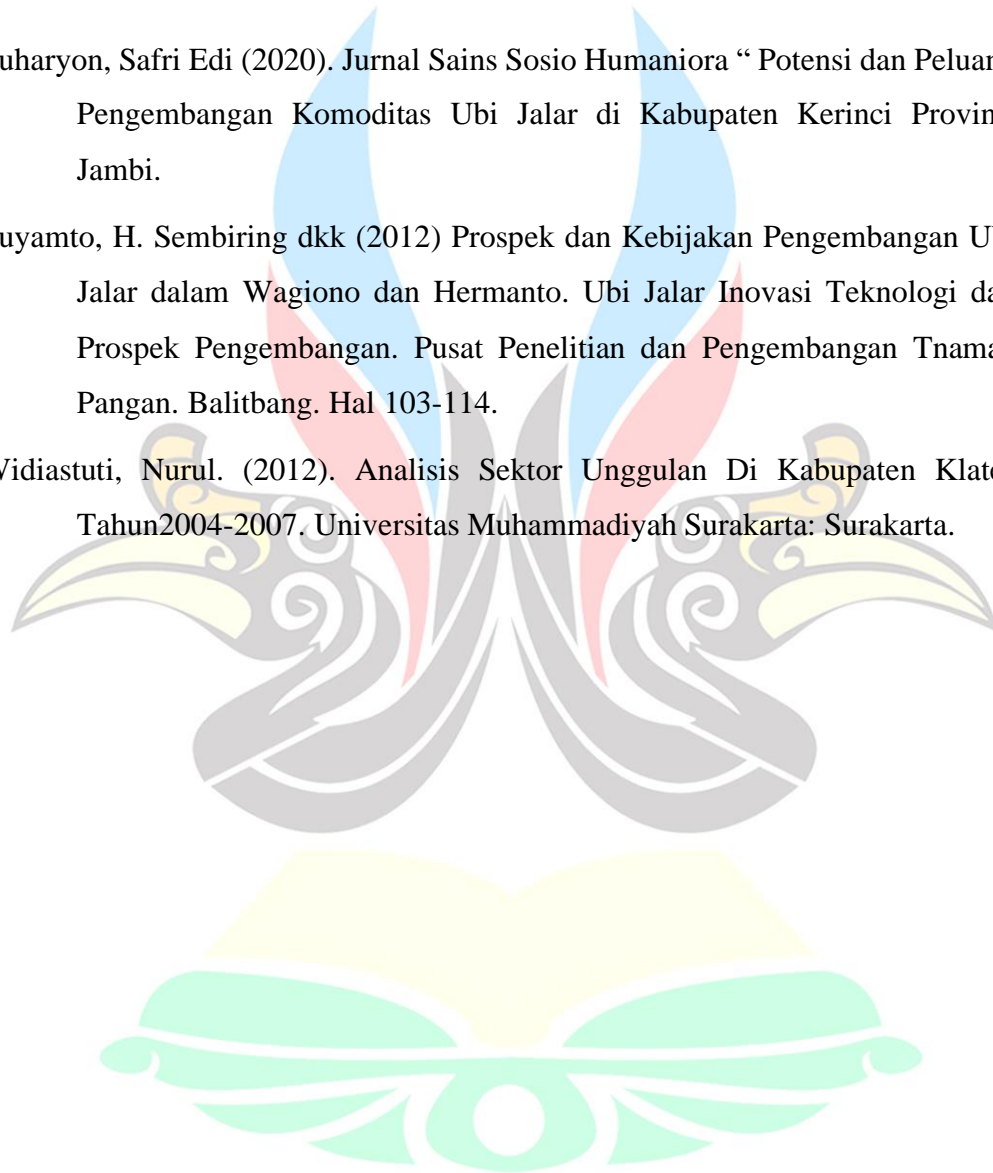 uharyon, Safri Edi (2020). Jurnal Sains Sosio Humaniora “ Potensi dan Peluan
Pengembangan Komoditas Ubi Jalar di Kabupaten Kerinci Provin
Jambi.
uyamto, H. Sembiring dkk (2012) Prospek dan Kebijakan Pengembangan U
Jalar dalam Wagiono dan Hermanto. Ubi Jalar Inovasi Teknologi da
Prospek Pengembangan. Pusat Penelitian dan Pengembangan Tnama
Pangan. Balitbang. Hal 103-114.
Vidiastuti, Nurul. (2012). Analisis Sektor Unggulan Di Kabupaten Klate
Tahun2004-2007. Universitas Muhammadiyah Surakarta: Surakarta.